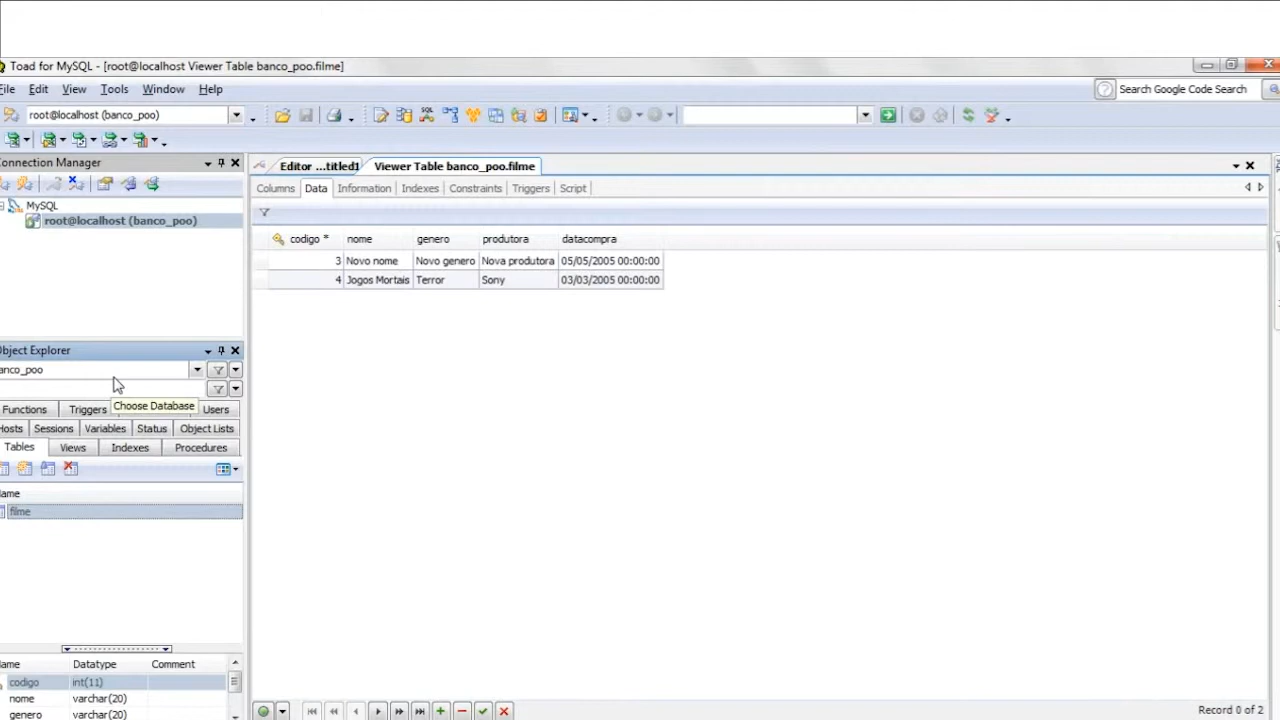 Toad for MySQL - [root@localhost Viewer Table banco_poo.filme]
File Edit View Tools Window Help
Search Google Code Search
root@localhost (banco_poo)
Connection Manager
MySQL
root@localhost (banco_poo)
Editor ...titled1 Viewer Table banco_poo.filme
Columns Data Information Indexes Constraints Triggers Script
codigo * nome genero produtora datacompra
3 Novo nome Novo genero Nova produtora 05/05/2005 00:00:00
4 Jogos Mortais Terror Sony 03/03/2005 00:00:00
Object Explorer
banco_poo
Choose Database
Functions Triggers Users
Hosts Sessions Variables Status Object Lists
Tables Views Indexes Procedures
Name
filme
Name Datatype Comment
codigo int(11)
nome varchar(20)
genero varchar(20)
Record 0 of 2